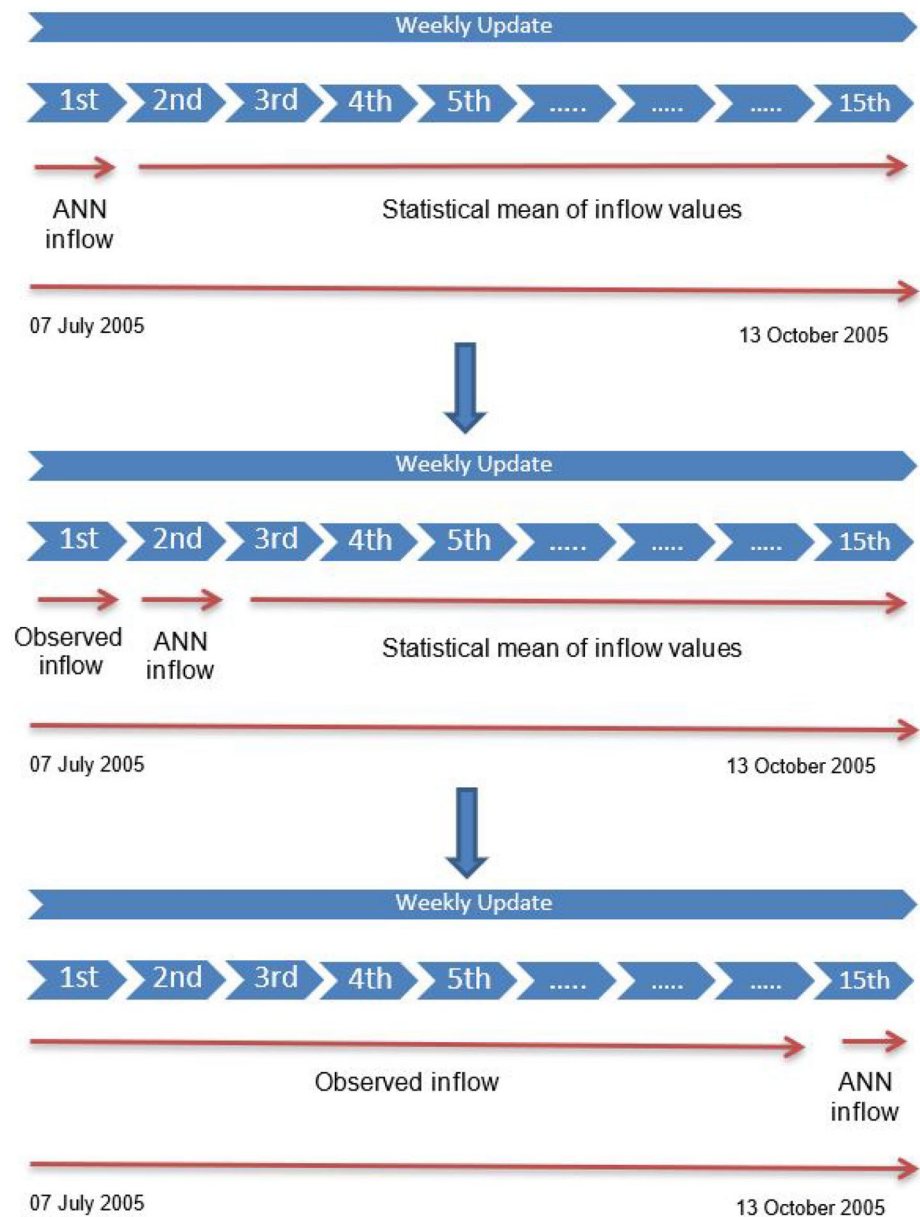 Weekly Update
1st 2nd 3rd 4th 5th ..... ..... ..... 15th
ANN
inflow
Statistical mean of inflow values
07 July 2005
13 October 2005
Weekly Update
1st 2nd 3rd 4th 5th ..... ..... ..... 15th
Observed
inflow
ANN
inflow
Statistical mean of inflow values
07 July 2005
13 October 2005
Weekly Update
1st 2nd 3rd 4th 5th ..... ..... ..... 15th
Observed inflow
ANN
inflow
07 July 2005
13 October 2005